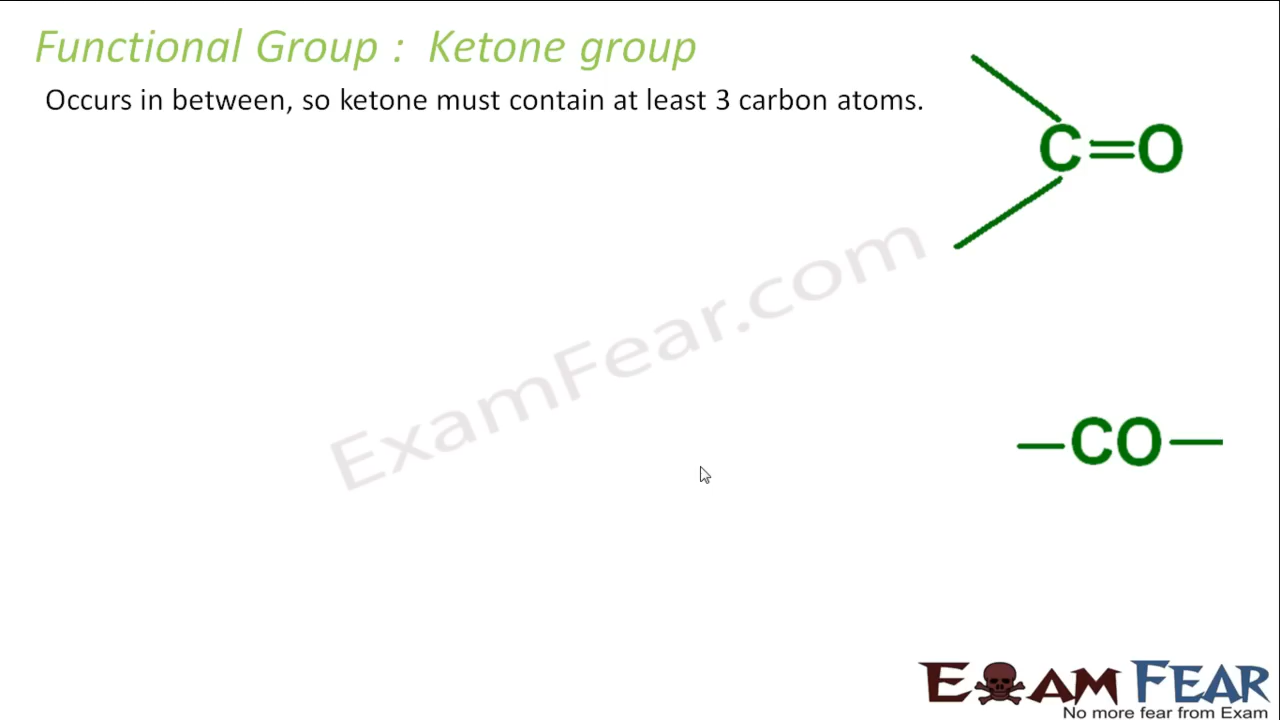 Functional Group : Ketone group
Occurs in between, so ketone must contain at least 3 carbon atoms.
C=O
ExamFear.com
—CO—
EXAM FEAR
No more fear from Exam